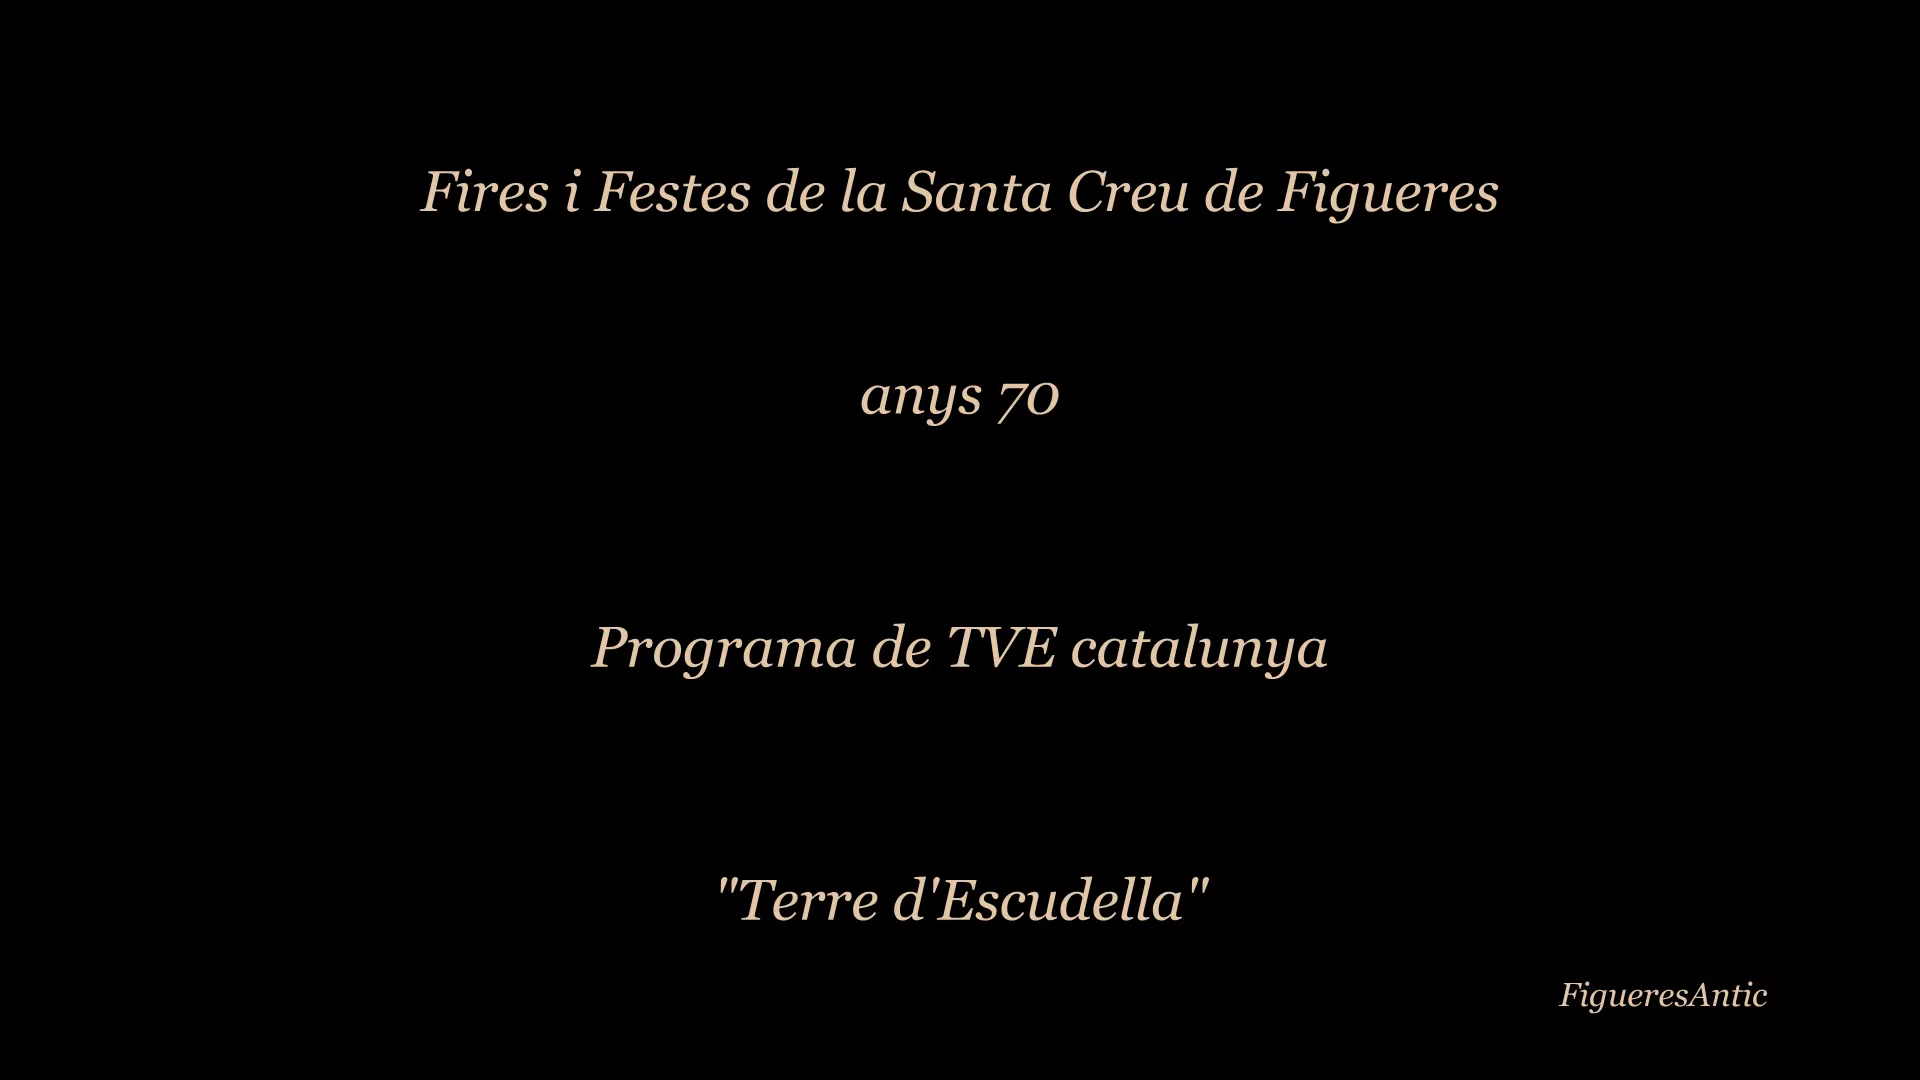 Fires i Festes de la Santa Creu de Figueres
anys 70
Programa de TVE catalunya
"Terre d'Escudella"
FigueresAntic